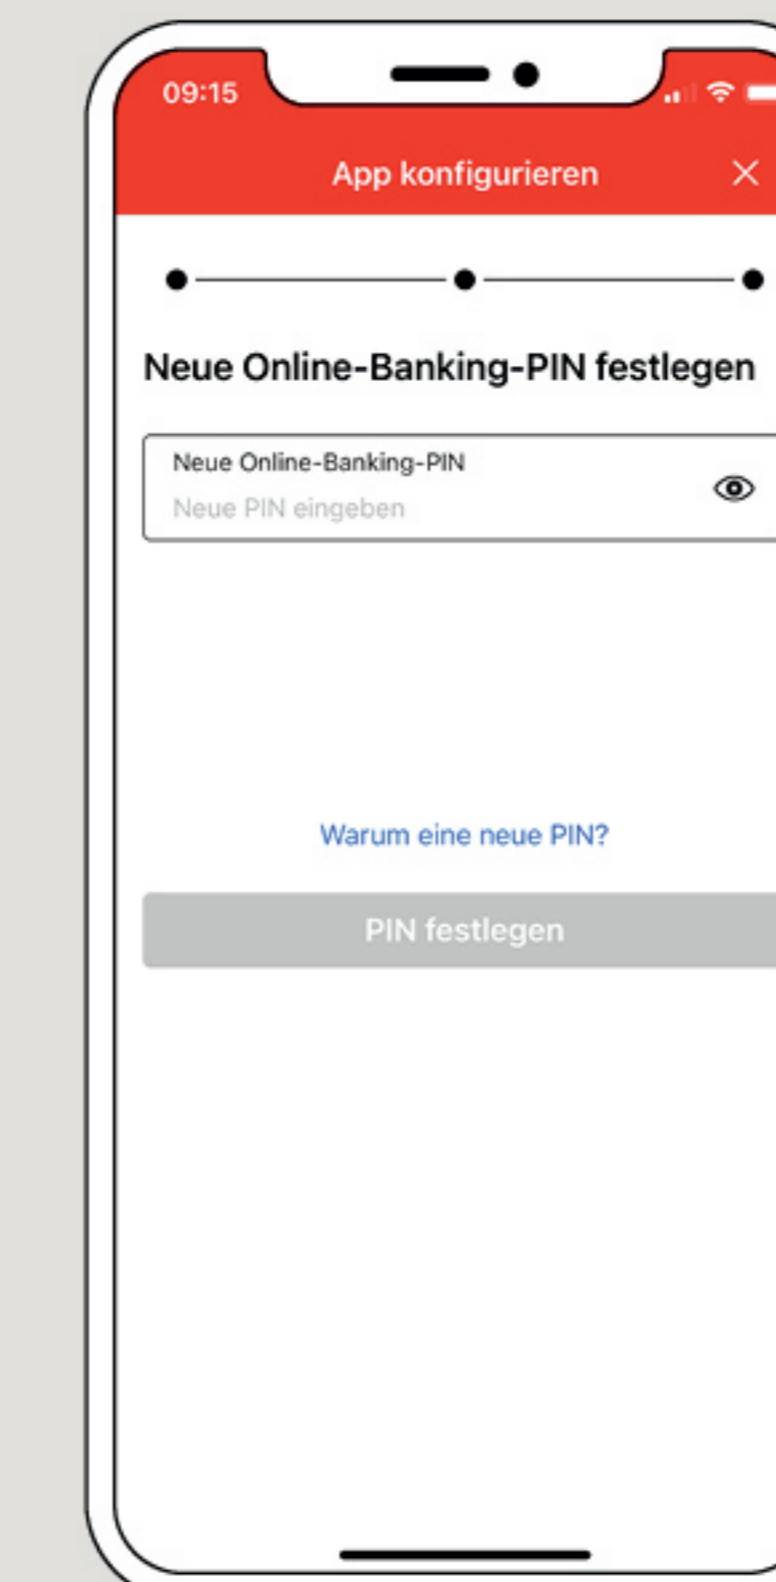 09:15
App konfigurieren
Neue Online-Banking-PIN festlegen
Neue Online-Banking-PIN
Neue PIN eingeben
Warum eine neue PIN?
PIN festlegen